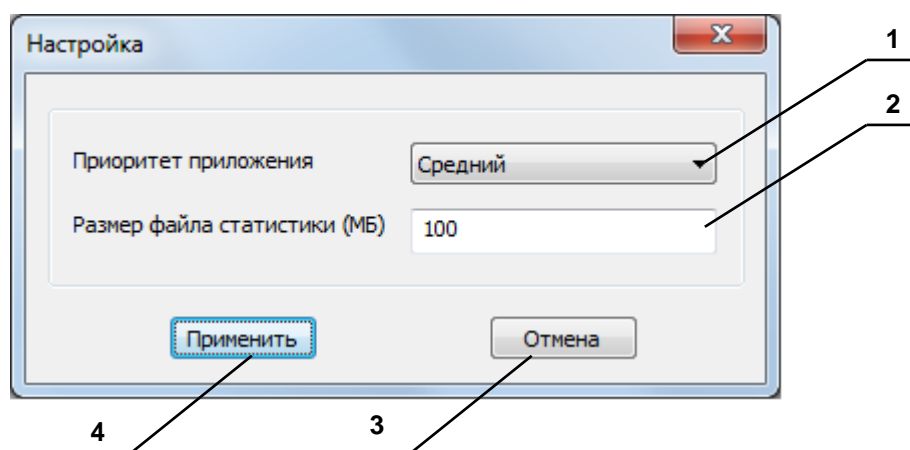 Настройка
1
2
Приоритет приложения Средний
Размер файла статистики (МБ) 100
Применить Отмена
4 3